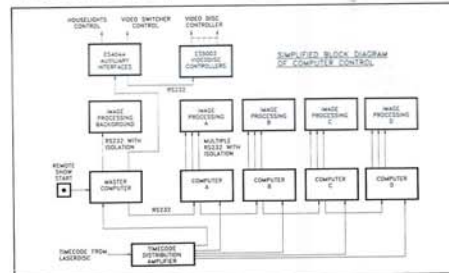 HOUSELIGHTS
CONTROL
VIDEO SWITCHER
CONTROL
VIDEO DISC
CONTROLLER
ES4044
AUXILIARY
INTERFACES
ES5003
VIDEODISC
CONTROLLERS
SIMPLIFIED BLOCK DIAGRAM
OF COMPUTER CONTROL
RS232
IMAGE
PROCESSING
BACKGROUND
IMAGE
PROCESSING
A
IMAGE
PROCESSING
B
IMAGE
PROCESSING
C
IMAGE
PROCESSING
D
RS232 WITH
ISOLATION
MULTIPLE
RS232 WITH
ISOLATION
REMOTE
SHOW
START
MASTER
COMPUTER
COMPUTER
A
COMPUTER
B
COMPUTER
C
COMPUTER
D
RS232
TIMECODE FROM
LASERDISC
TIMECODE
DISTRIBUTION
AMPLIFIER